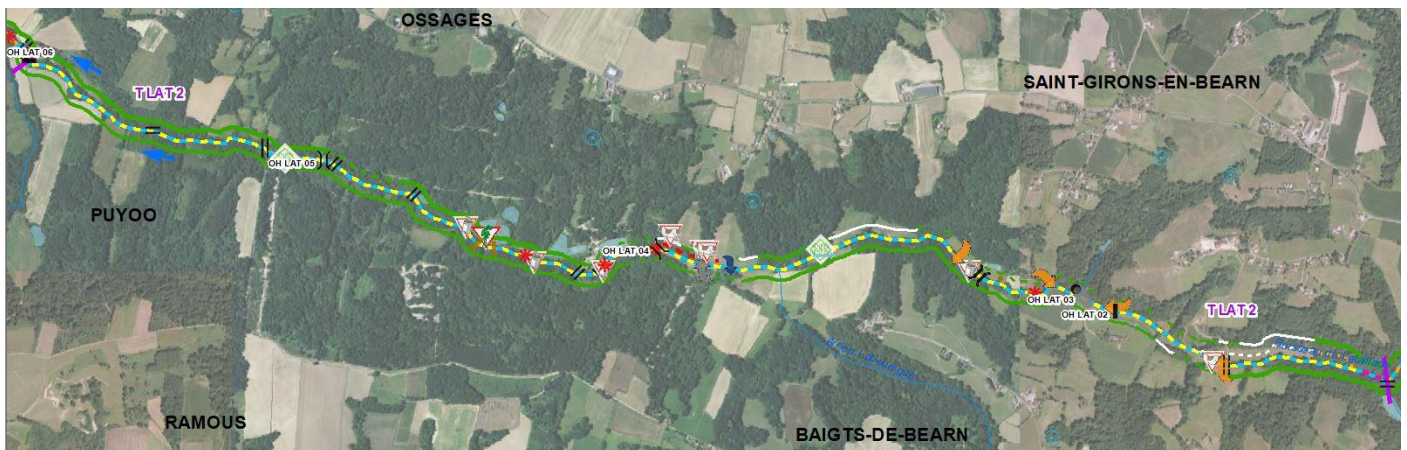 OSSAGES
OH LAT 06
SAINT-GIRONS-EN-BEARN
T LAT 2
OH LAT 05
PUYOO
OH LAT 04
OH LAT 03
OH LAT 02
T LAT 2
RAMOUS
BAIGTS-DE-BEARN